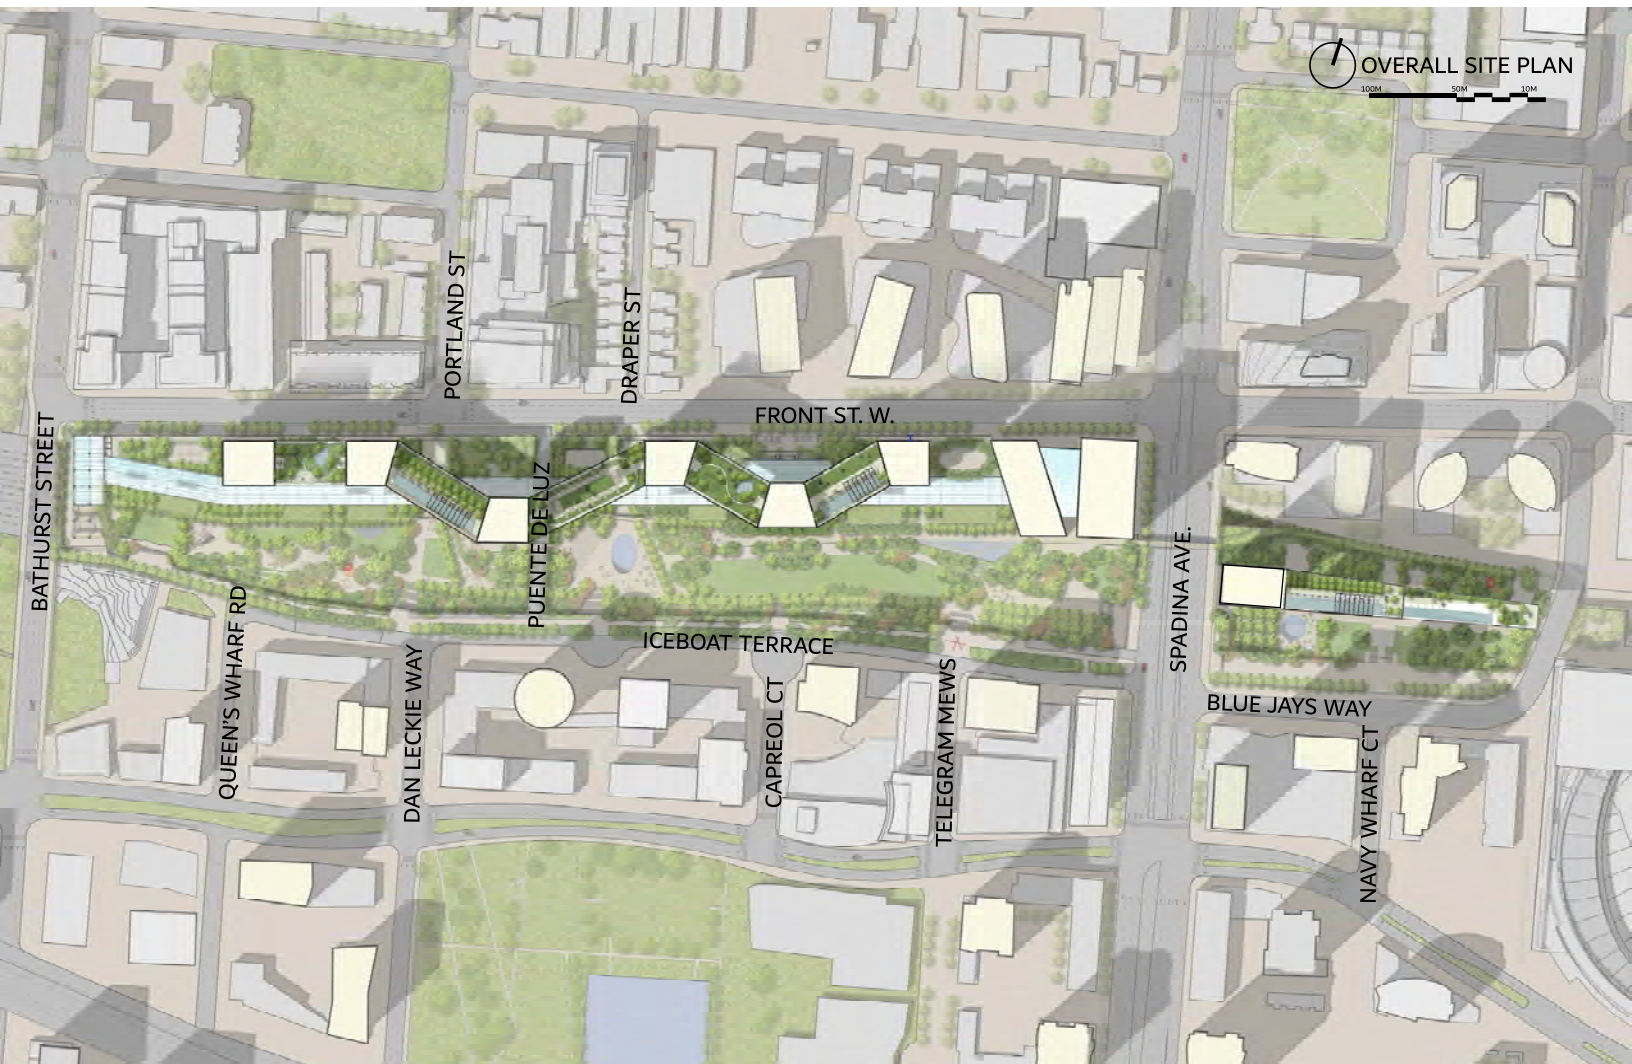 OVERALL SITE PLAN
100M 50M 10M
PORTLAND ST
DRAPER ST
FRONT ST. W.
BATHURST STREET
PUENTE DE LUZ
SPADINA AVE.
QUEEN'S WHARF RD
ICEBOAT TERRACE
DAN LECKIE WAY
CAPREOL CT
TELEGRAM MEWS
BLUE JAYS WAY
NAVY WHARF CT